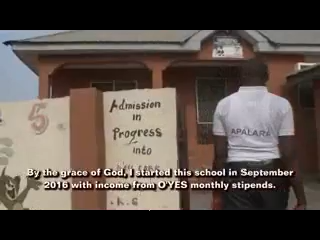 5
Admission in
Progress
into
APALARA
By the grace of God, I started this school in September
2016 with income from O'YES monthly stipends.
K.G